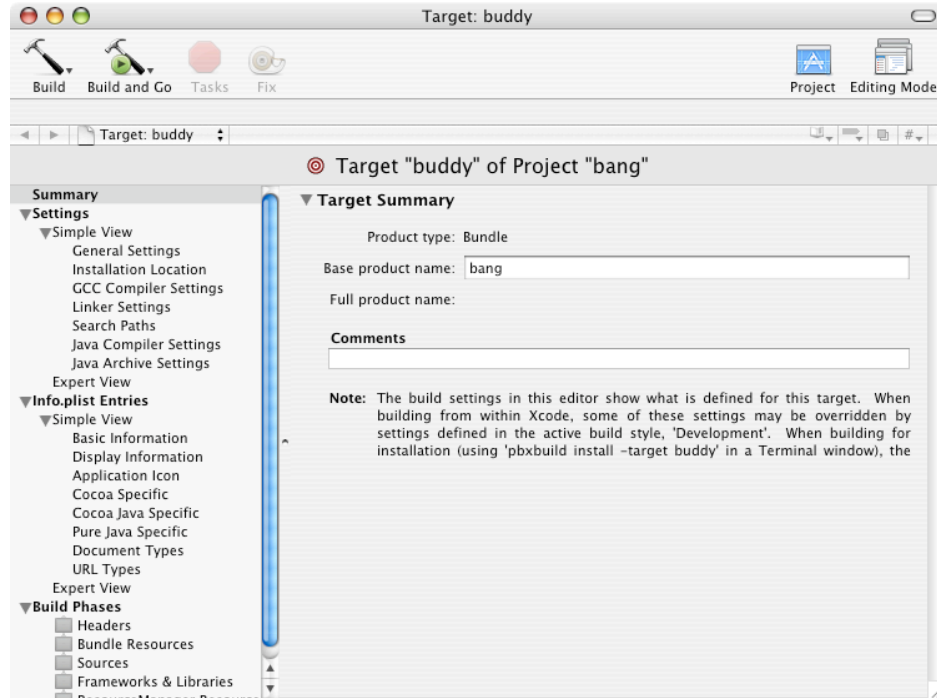 Target: buddy
Build
Build and Go
Tasks
Fix
Project
Editing Mode
Target: buddy
#
Target "buddy" of Project "bang"
Summary
Settings
Simple View
General Settings
Installation Location
GCC Compiler Settings
Linker Settings
Search Paths
Java Compiler Settings
Java Archive Settings
Expert View
Info.plist Entries
Simple View
Basic Information
Display Information
Application Icon
Cocoa Specific
Cocoa Java Specific
Pure Java Specific
Document Types
URL Types
Expert View
Build Phases
Headers
Bundle Resources
Sources
Frameworks & Libraries
Target Summary
Product type: Bundle
Base product name: bang
Full product name:
Comments
Note: The build settings in this editor show what is defined for this target. When
building from within Xcode, some of these settings may be overridden by
settings defined in the active build style, 'Development'. When building for
installation (using 'pbxbuild install -target buddy' in a Terminal window), the